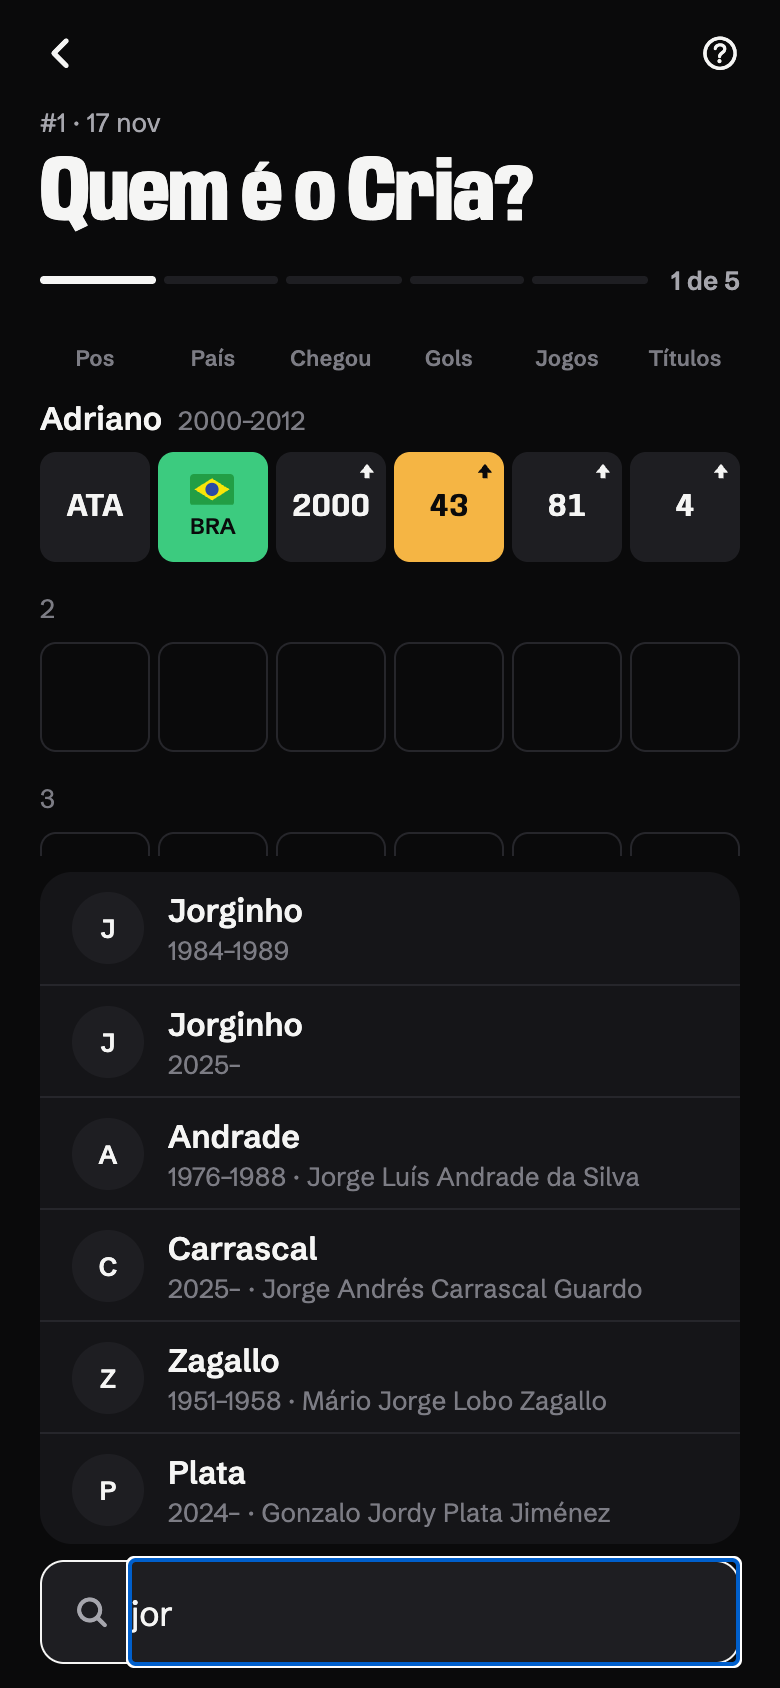 #1 · 17 nov
Quem é o Cria?
1 de 5
Pos País Chegou Gols Jogos Títulos
Adriano 2000-2012
ATA BRA 2000 43 81 4
2
3
J Jorginho
1984-1989
J Jorginho
2025-
A Andrade
1976-1988 · Jorge Luís Andrade da Silva
C Carrascal
2025- · Jorge Andrés Carrascal Guardo
Z Zagallo
1951-1958 · Mário Jorge Lobo Zagallo
P Plata
2024- · Gonzalo Jordy Plata Jiménez
jor